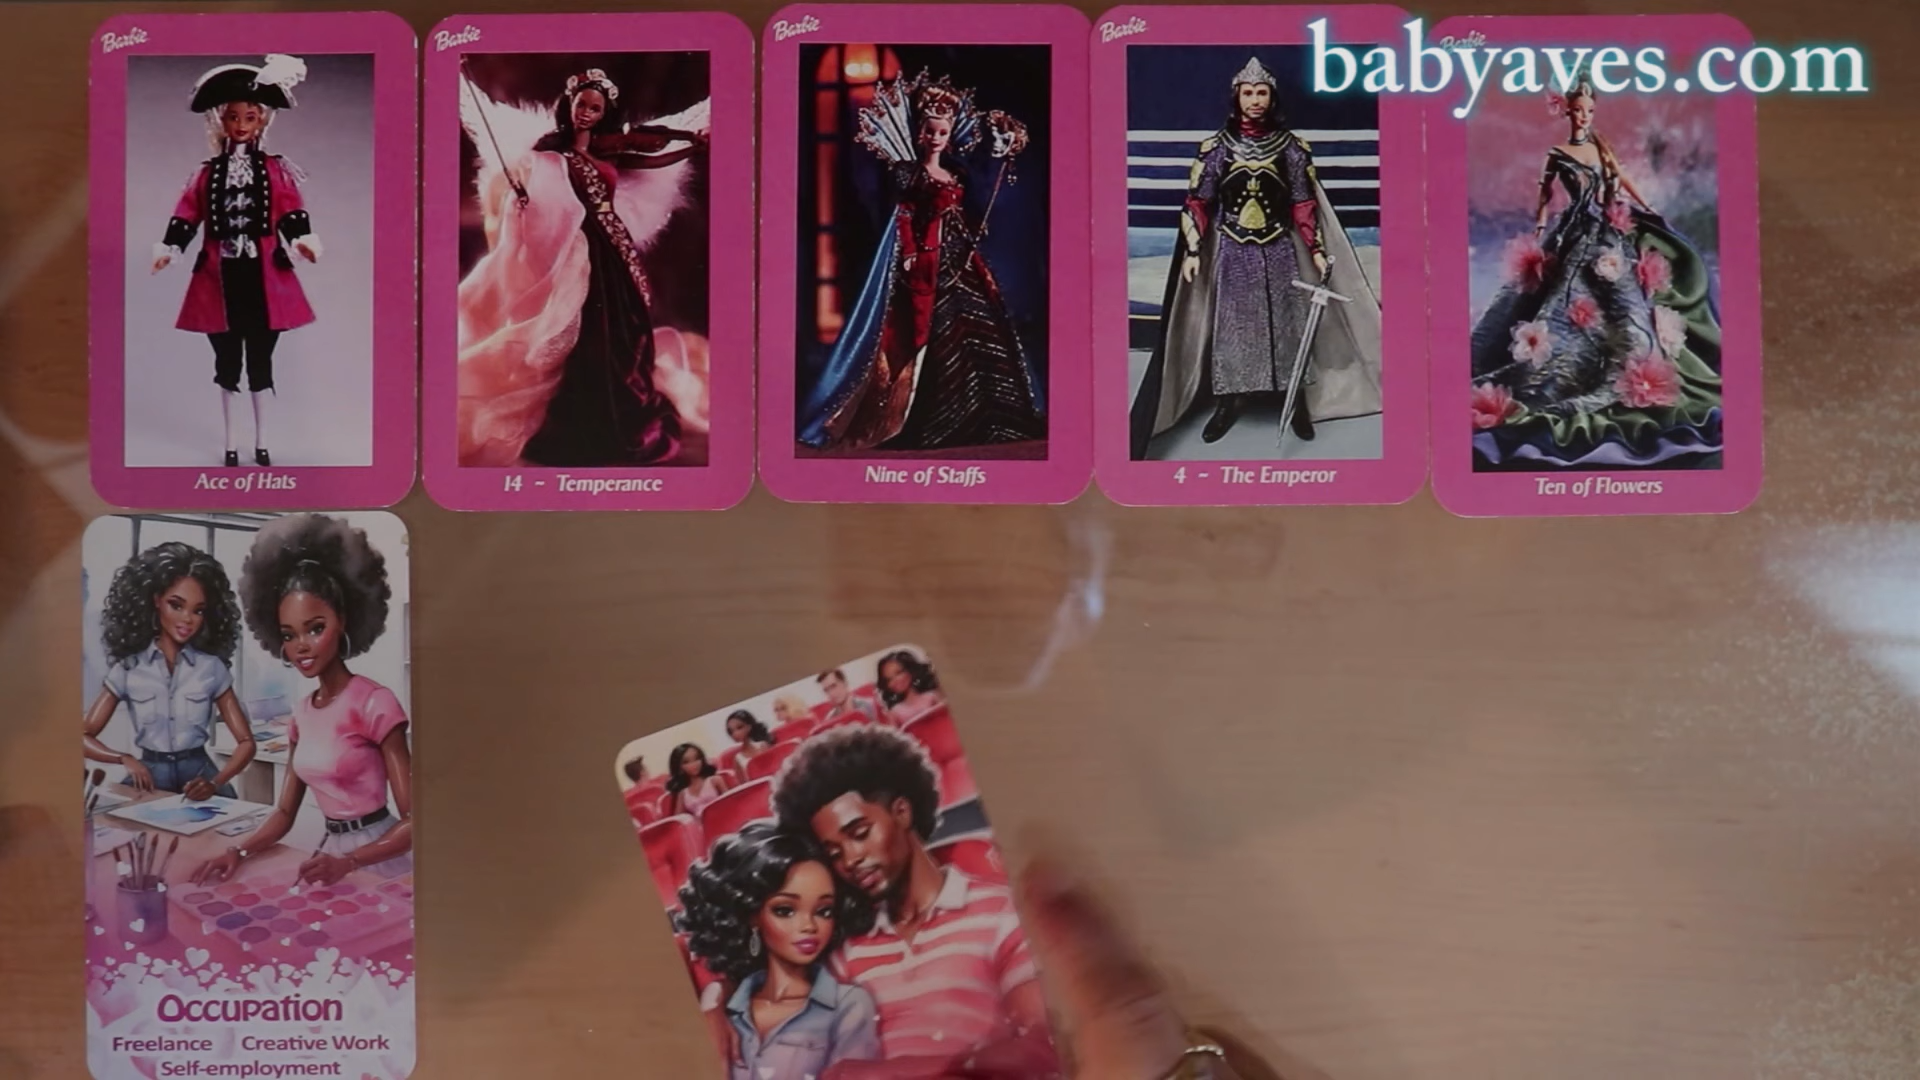 Barbie
Barbie
Barbie
Barbie
Barbie
babyaves.com
Ace of Hats
14 ~ Temperance
Nine of Staffs
4 ~ The Emperor
Ten of Flowers
Occupation
Freelance Creative Work
Self-employment